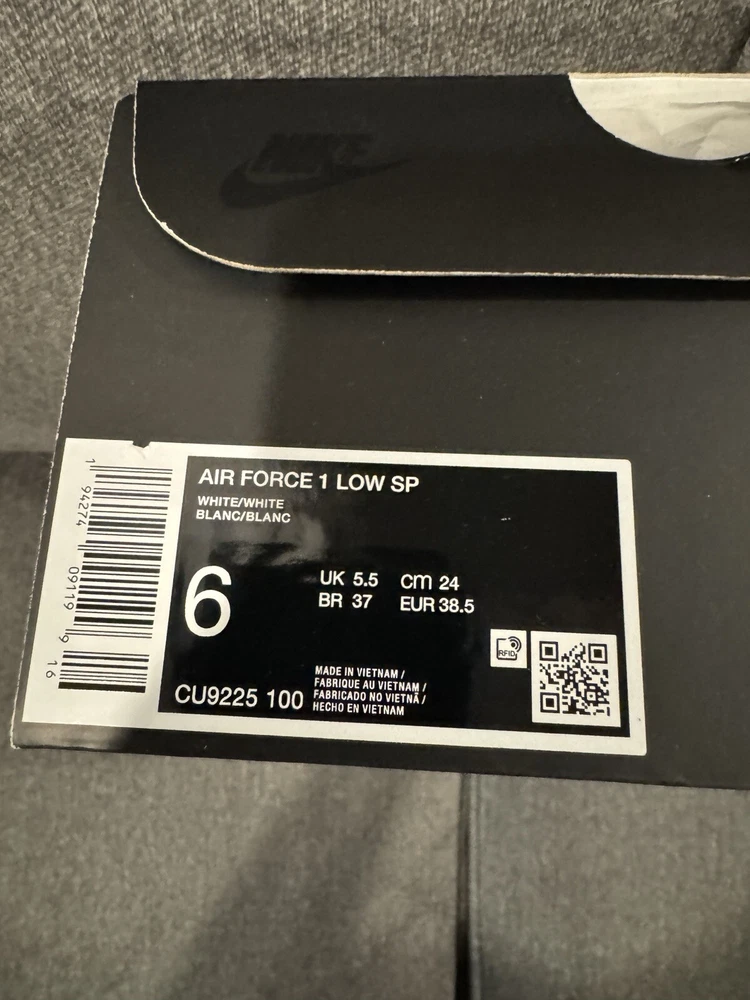 NIKE
AIR FORCE 1 LOW SP
WHITE/WHITE
BLANC/BLANC
6
UK 5.5 cm 24
BR 37 EUR 38.5
RFID
CU9225 100
MADE IN VIETNAM /
FABRIQUE AU VIETNAM /
FABRICADO NO VIETNÃ /
HECHO EN VIETNAM
1 94274 09119 9 16